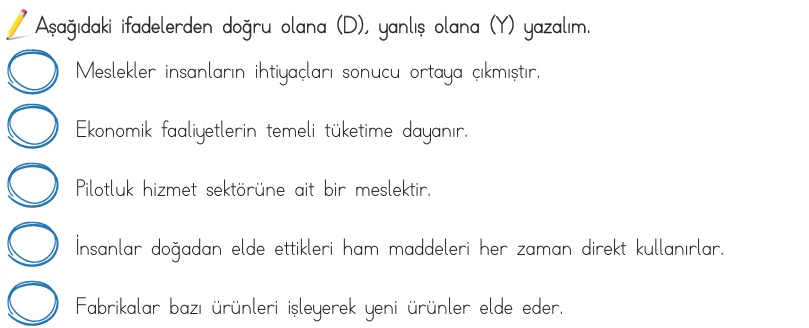 Aşağıdaki ifadelerden doğru olana (D), yanlış olana (Y) yazalım.
Meslekler insanların ihtiyaçları sonucu ortaya çıkmıştır.
Ekonomik faaliyetlerin temeli tüketime dayanır.
Pilotluk hizmet sektörüne ait bir meslektir.
İnsanlar doğadan elde ettikleri ham maddeleri her zaman direkt kullanırlar.
Fabrikalar bazı ürünleri işleyerek yeni ürünler elde eder.